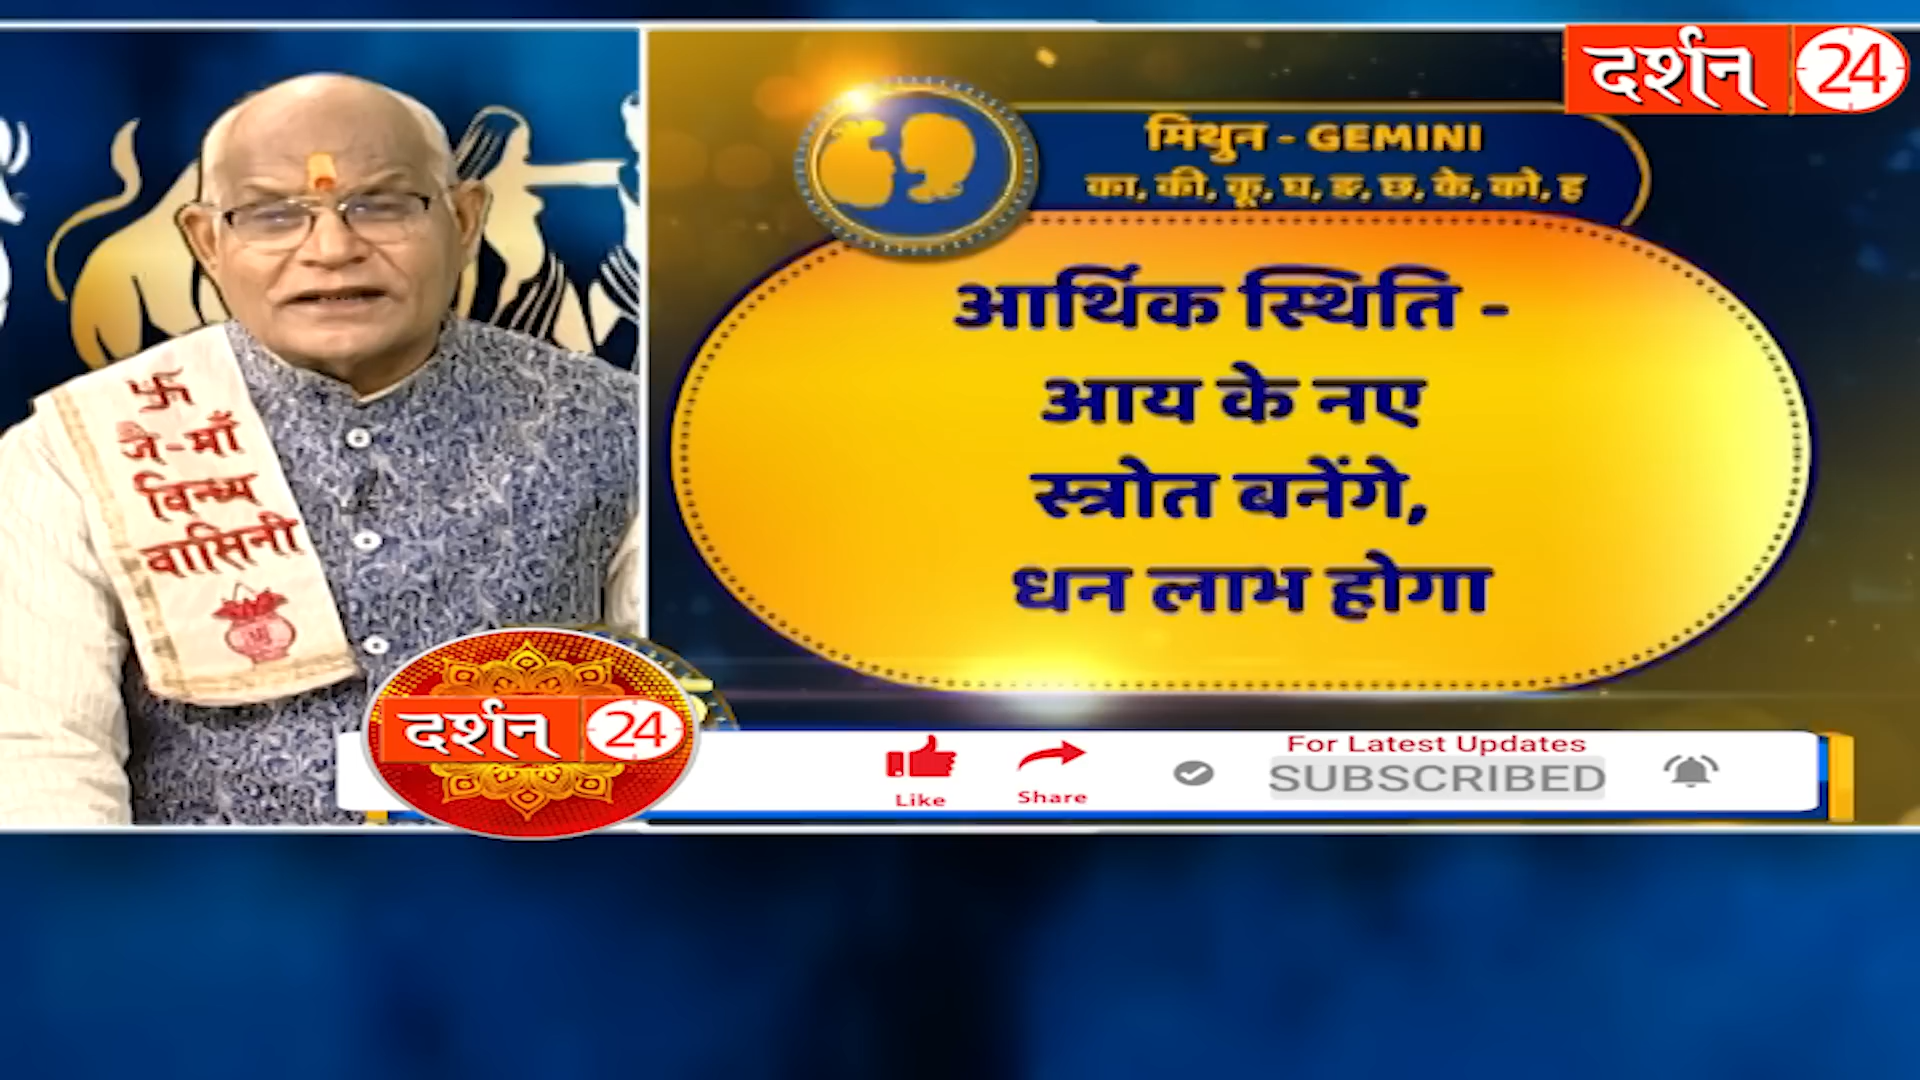 दर्शन 24
मिथुन - GEMINI
का, की, कू, घ, ङ, छ, के, को, ह
आर्थिक स्थिति -
आय के नए
स्त्रोत बनेंगे,
धन लाभ होगा
जै-माँ
विन्ध्य
वासिनी
दर्शन 24
Like
Share
For Latest Updates
SUBSCRIBED